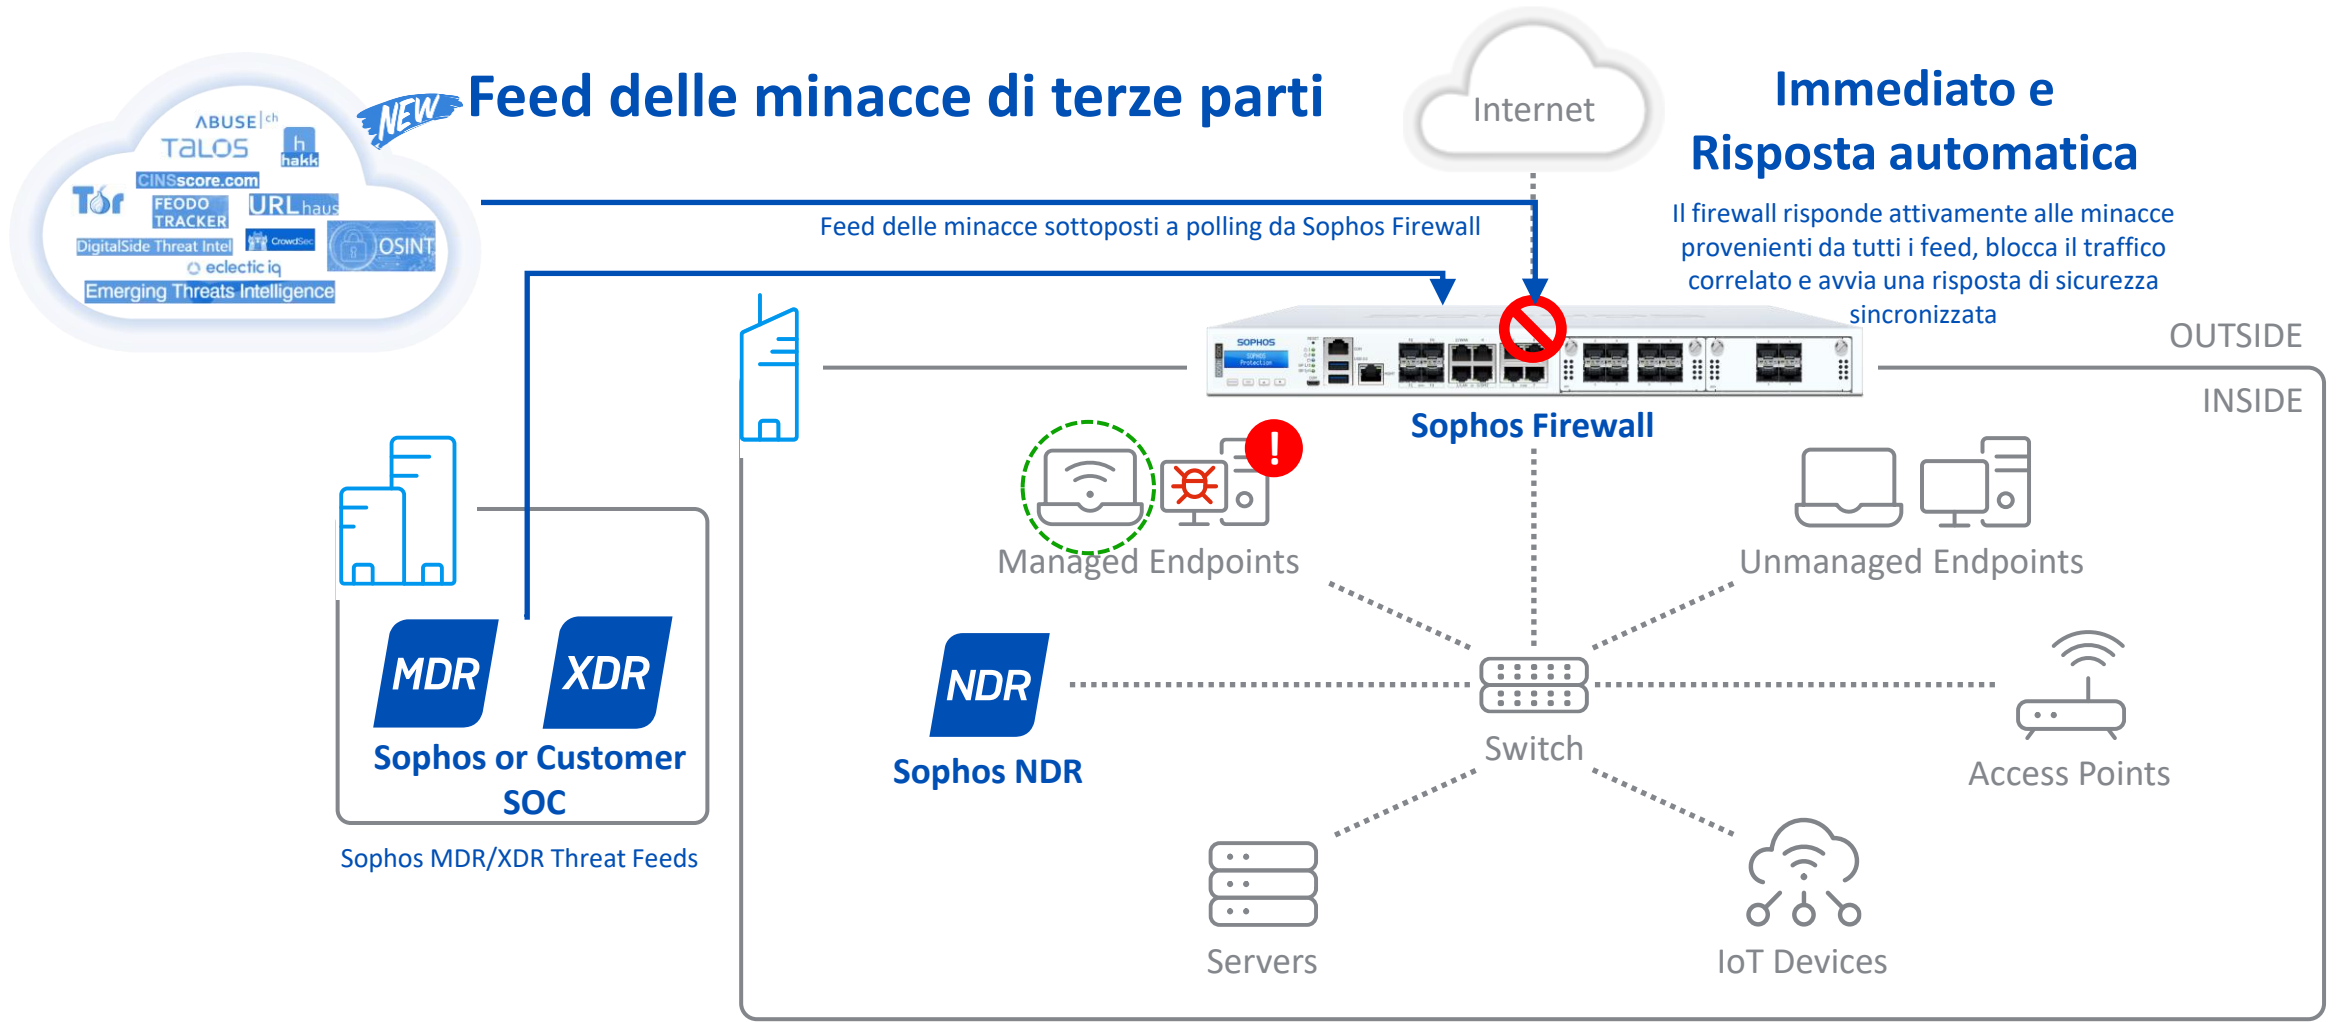 NEW
Feed delle minacce di terze parti
ABUSE|ch
TALOS
h
hakk
CINSscore.com
Tor
FEODO
TRACKER
URLhaus
DigitalSide Threat Intel
CrowdSec
OSINT
eclectic iq
Emerging Threats Intelligence
Internet
Immediato e
Risposta automatica
Feed delle minacce sottoposti a polling da Sophos Firewall
Il firewall risponde attivamente alle minacce
provenienti da tutti i feed, blocca il traffico
correlato e avvia una risposta di sicurezza
sincronizzata
OUTSIDE
INSIDE
SOPHOS
SOPHOS
Protection
Sophos Firewall
!
Managed Endpoints
Unmanaged Endpoints
MDR
XDR
Sophos or Customer
SOC
Sophos MDR/XDR Threat Feeds
NDR
Sophos NDR
Switch
Access Points
Servers
IoT Devices